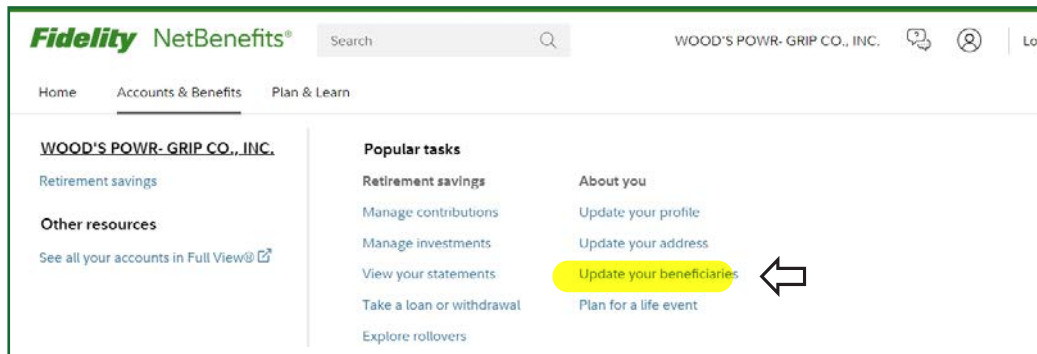 Fidelity NetBenefits®
Search
WOOD'S POWR- GRIP CO., INC.
Lo
Home
Accounts & Benefits
Plan & Learn
WOOD'S POWR- GRIP CO., INC.
Retirement savings
Other resources
See all your accounts in Full View®
Popular tasks
Retirement savings
Manage contributions
Manage investments
View your statements
Take a loan or withdrawal
Explore rollovers
About you
Update your profile
Update your address
Update your beneficiaries
Plan for a life event